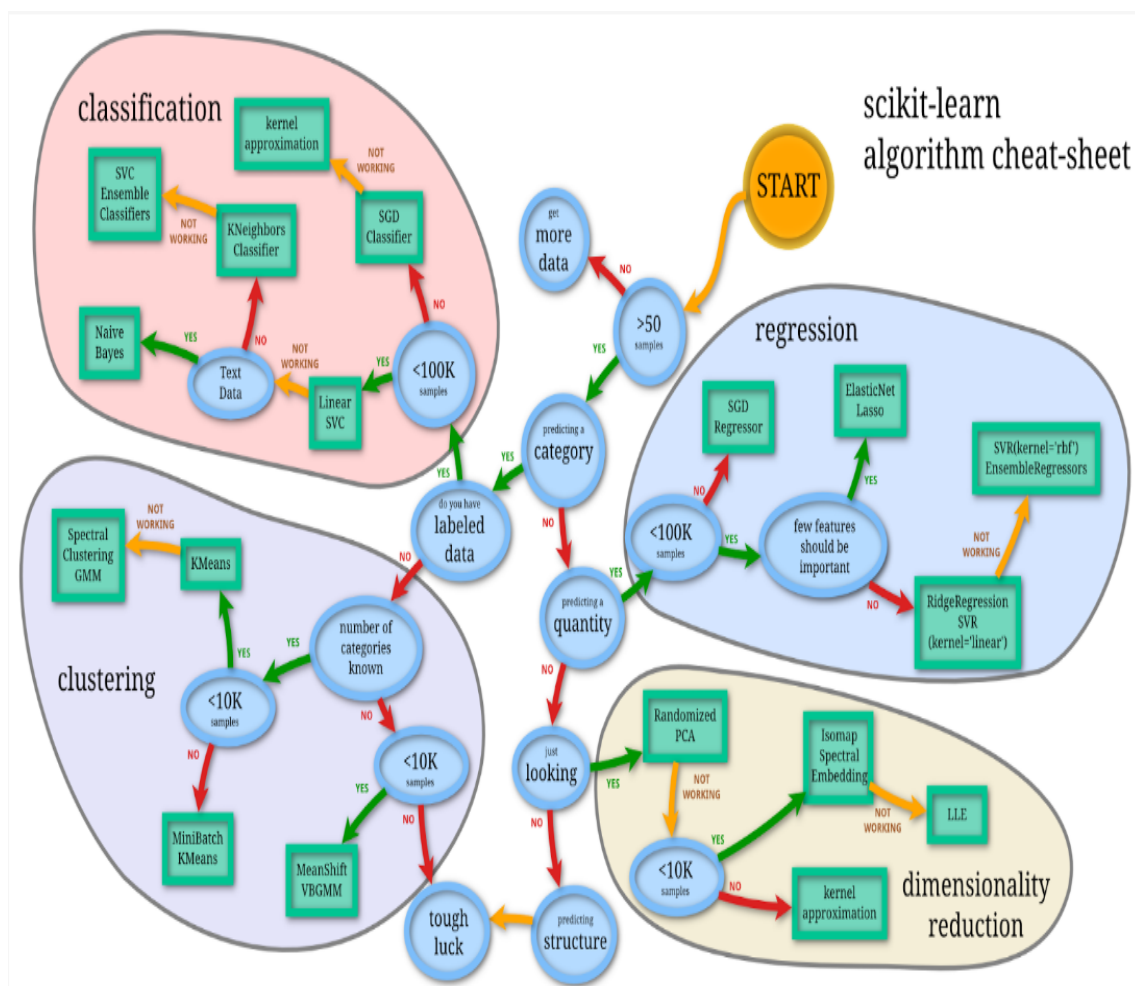 scikit-learn
algorithm cheat-sheet
START
get
more
data
NO
>50
samples
YES
predicting a
category
YES
NO
do you have
labeled
data
YES
NO
predicting a
quantity
YES
NO
just
looking
YES
NO
predicting
structure
tough
luck
classification
kernel
approximation
NOT
WORKING
SVC
Ensemble
Classifiers
NOT
WORKING
KNeighbors
Classifier
SGD
Classifier
NO
Naive
Bayes
YES
NO
Text
Data
NOT
WORKING
Linear
SVC
YES
<100K
samples
regression
SGD
Regressor
NO
<100K
samples
YES
ElasticNet
Lasso
YES
few features
should be
important
NO
SVR(kernel='rbf')
EnsembleRegressors
NOT
WORKING
RidgeRegression
SVR
(kernel='linear')
clustering
Spectral
Clustering
GMM
NOT
WORKING
KMeans
YES
<10K
samples
NO
MiniBatch
KMeans
number of
categories
known
YES
NO
<10K
samples
YES
NO
MeanShift
VBGMM
dimensionality
reduction
Randomized
PCA
NOT
WORKING
<10K
samples
YES
NO
Isomap
Spectral
Embedding
NOT
WORKING
LLE
kernel
approximation